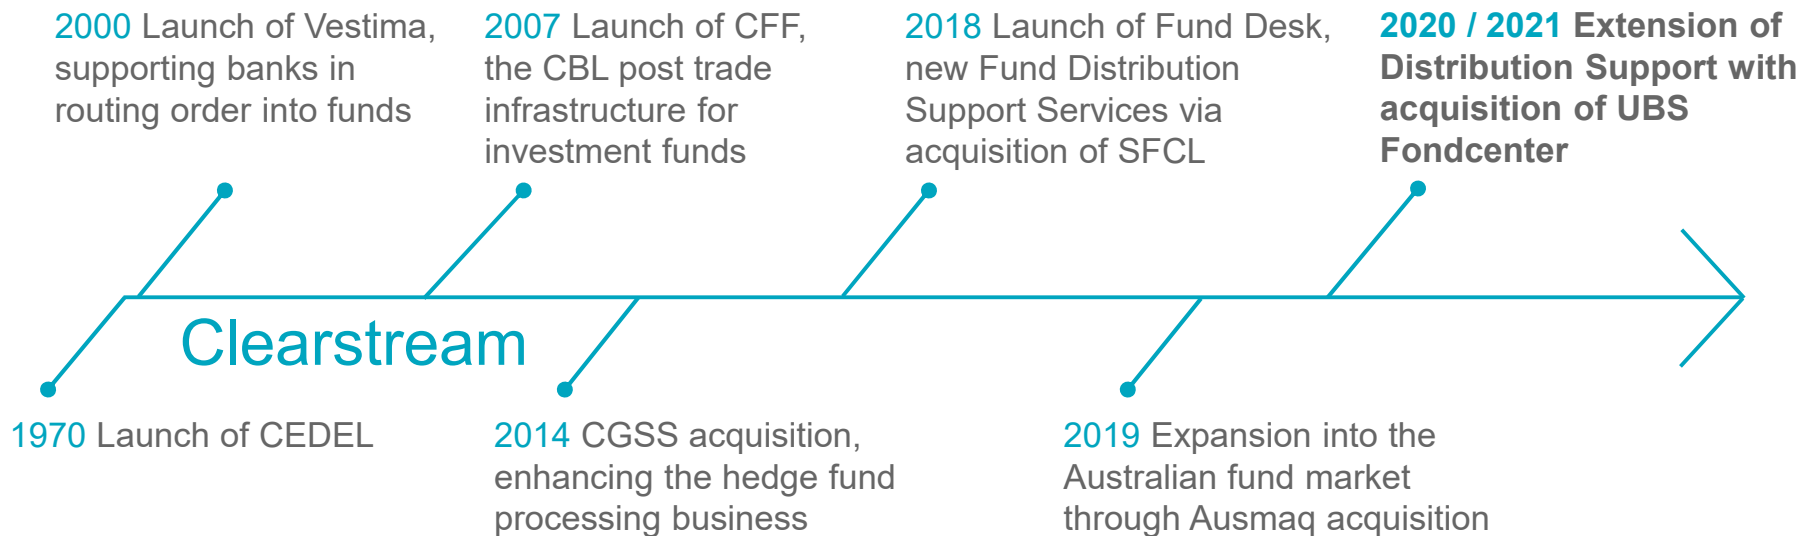 2000 Launch of Vestima,
supporting banks in
routing order into funds
2007 Launch of CFF,
the CBL post trade
infrastructure for
investment funds
2018 Launch of Fund Desk,
new Fund Distribution
Support Services via
acquisition of SFCL
2020 / 2021 Extension of
Distribution Support with
acquisition of UBS
Fondcenter
Clearstream
1970 Launch of CEDEL
2014 CGSS acquisition,
enhancing the hedge fund
processing business
2019 Expansion into the
Australian fund market
through Ausmaq acquisition